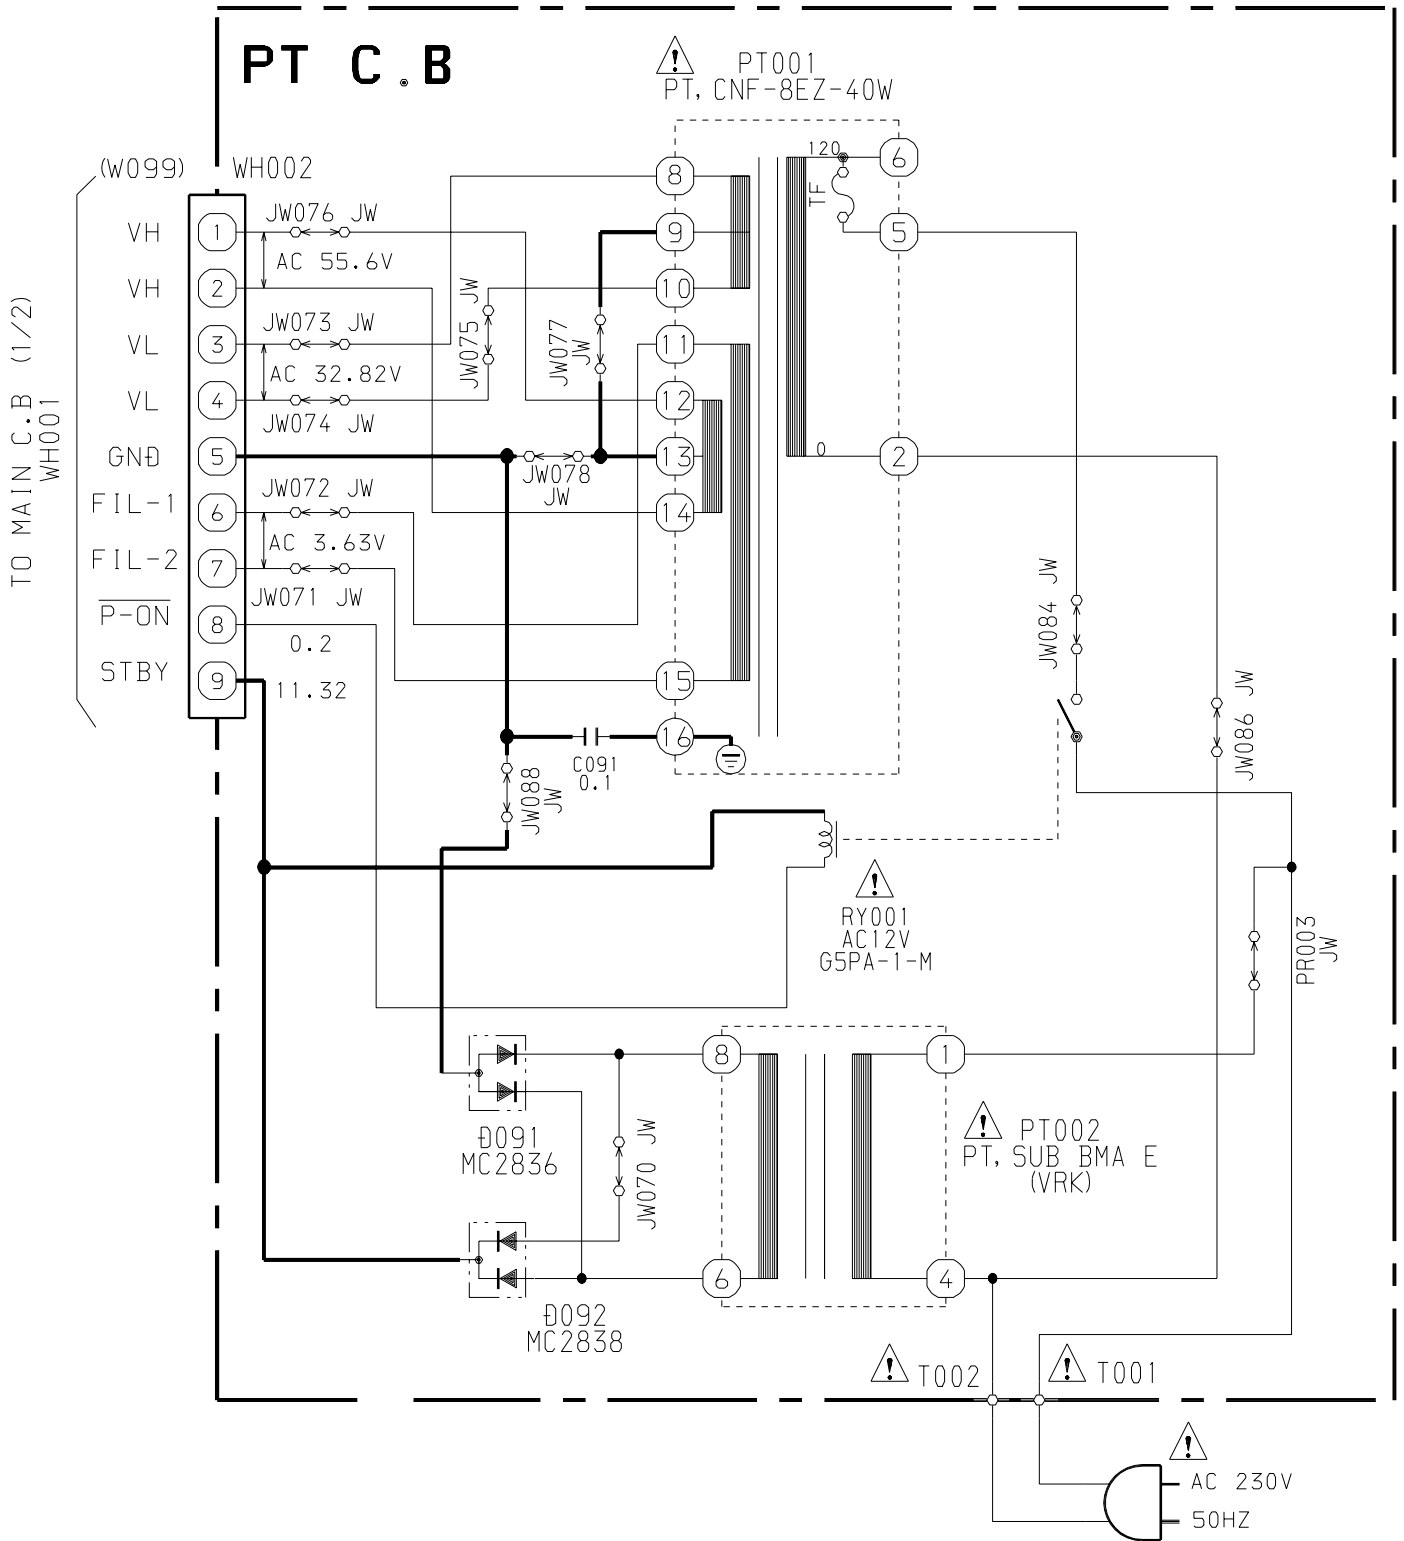 PT C.B
PT001
PT, CNF-8EZ-40W
(W099)
WH002
TO MAIN C.B (1/2)
WH001
VH
1
JW076 JW
AC 55.6V
VH
2
VL
3
JW073 JW
AC 32.82V
VL
4
JW074 JW
GND
5
JW078
JW
FIL-1
6
JW072 JW
AC 3.63V
FIL-2
7
JW071 JW
P-ON
8
0.2
STBY
9
11.32
JW075 JW
JW077
JW
8
9
10
11
12
13
14
15
16
120
TF
0
6
5
2
C091
0.1
JW088
JW
JW084 JW
JW086 JW
RY001
AC12V
G5PA-1-M
PR003
JW
D091
MC2836
JW070 JW
D092
MC2838
8
6
1
4
PT002
PT, SUB BMA E
(VRK)
T002
T001
AC 230V
50HZ